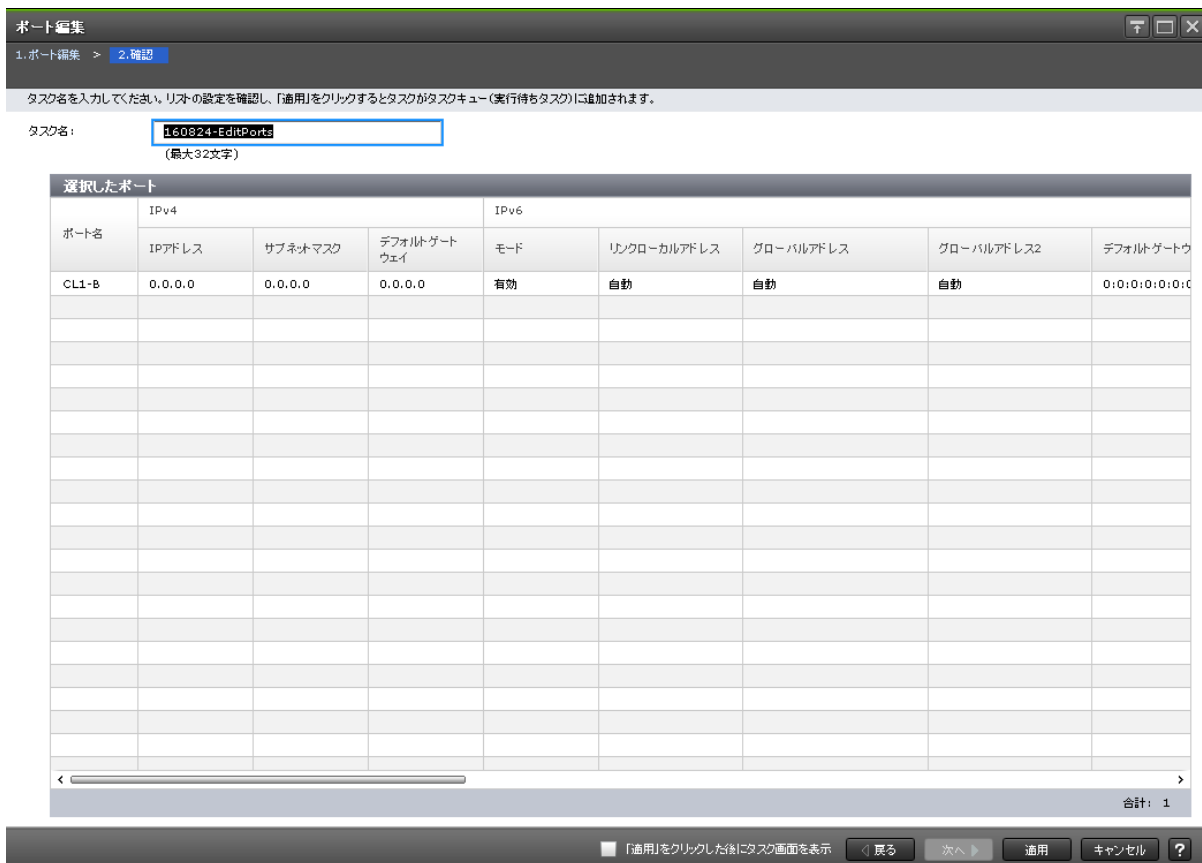 ポート編集
1.ポート編集 > 2.確認
タスク名を入力してください。リストの設定を確認し、「適用」をクリックするとタスクがタスクキュー(実行待ちタスク)に追加されます。
タスク名: 160824-EditPorts
(最大32文字)
選択したポート
ポート名 IPv4 IPv6
IPアドレス サブネットマスク デフォルトゲートウェイ モード リンクローカルアドレス グローバルアドレス グローバルアドレス2 デフォルトゲートウ
CL1-B 0.0.0.0 0.0.0.0 0.0.0.0 有効 自動 自動 自動 0:0:0:0:0:0:0
合計: 1
「適用」をクリックした後にタスク画面を表示 戻る 次へ 適用 キャンセル ?